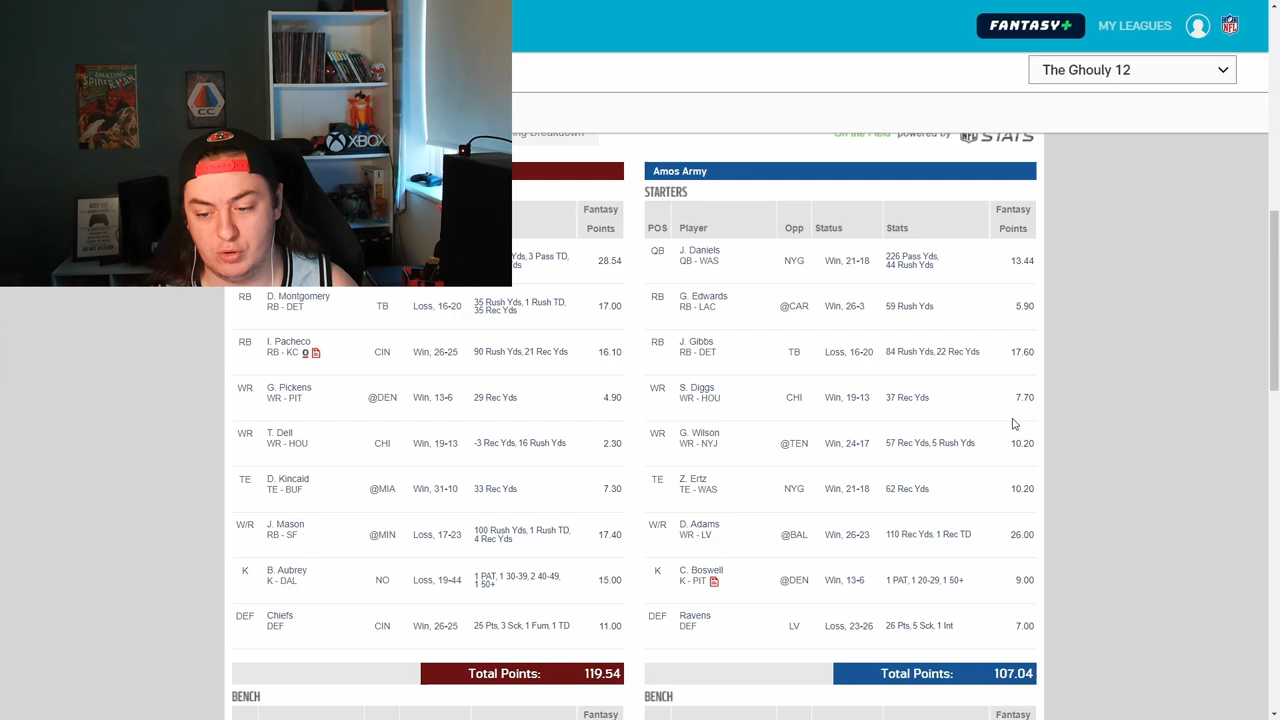 FANTASY+
MY LEAGUES
NFL
The Ghouly 12
AMAZING
SPIDER-MAN
CC
XBOX
Breakdown
On the Field powered by
STATS
Amos Army
STARTERS
Fantasy
Points
POS Player Opp Status Stats Fantasy Points
Yds, 3 Pass TD, 28.54
RB D. Montgomery TB Loss, 16-20 35 Rush Yds, 1 Rush TD, 17.00
RB - DET 35 Rec Yds
RB I. Pacheco CIN Win, 26-25 90 Rush Yds, 21 Rec Yds 16.10
RB - KC O
WR G. Pickens @DEN Win, 13-6 29 Rec Yds 4.90
WR - PIT
WR T. Dell CHI Win, 19-13 -3 Rec Yds, 16 Rush Yds 2.30
WR - HOU
TE D. Kincaid @MIA Win, 31-10 33 Rec Yds 7.30
TE - BUF
W/R J. Mason @MIN Loss, 17-23 100 Rush Yds, 1 Rush TD, 17.40
RB - SF 4 Rec Yds
K B. Aubrey NO Loss, 19-44 1 PAT, 1 30-39, 2 40-49, 15.00
K - DAL 1 50+
DEF Chiefs CIN Win, 26-25 25 Pts, 3 Sck, 1 Fum, 1 TD 11.00
DEF
Total Points: 119.54
BENCH
Fantasy
QB J. Daniels NYG Win, 21-18 226 Pass Yds, 13.44
QB - WAS 44 Rush Yds
RB G. Edwards @CAR Win, 26-3 59 Rush Yds 5.90
RB - LAC
RB J. Gibbs TB Loss, 16-20 84 Rush Yds, 22 Rec Yds 17.60
RB - DET
WR S. Diggs CHI Win, 19-13 37 Rec Yds 7.70
WR - HOU
WR G. Wilson @TEN Win, 24-17 57 Rec Yds, 5 Rush Yds 10.20
WR - NYJ
TE Z. Ertz NYG Win, 21-18 62 Rec Yds 10.20
TE - WAS
W/R D. Adams @BAL Win, 26-23 110 Rec Yds, 1 Rec TD 26.00
WR - LV
K C. Boswell @DEN Win, 13-6 1 PAT, 1 20-29, 1 50+ 9.00
K - PIT
DEF Ravens LV Loss, 23-26 26 Pts, 5 Sck, 1 Int 7.00
DEF
Total Points: 107.04
BENCH
Fantasy